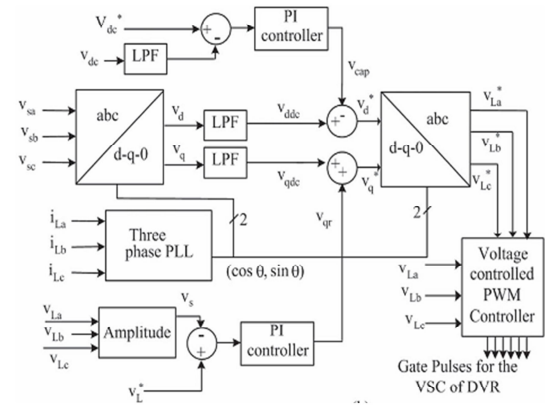 V_dc*
PI
controller
v_dc
LPF
v_cap
v_sa
v_sb
v_sc
abc
d-q-0
v_d
LPF
v_ddc
v_d*
v_q
LPF
v_qdc
v_q*
abc
d-q-0
v_La*
v_Lb*
v_Lc*
2
2
v_qr
i_La
i_Lb
i_Lc
Three
phase PLL
(cos θ, sin θ)
v_La
v_Lb
v_Lc
Voltage
controlled
PWM
Controller
v_La
v_Lb
v_Lc
Amplitude
v_s
PI
controller
v_L*
Gate Pulses for the
VSC of DVR